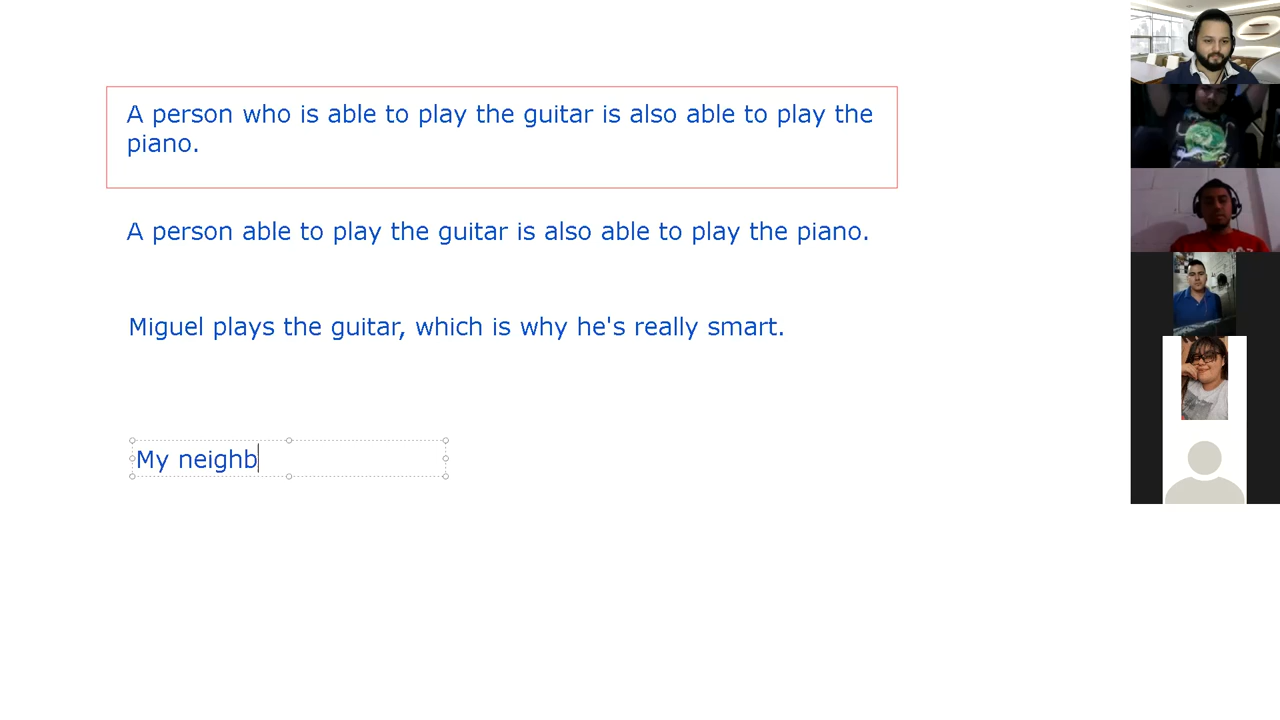 A person who is able to play the guitar is also able to play the
piano.
A person able to play the guitar is also able to play the piano.
Miguel plays the guitar, which is why he's really smart.
My neighb